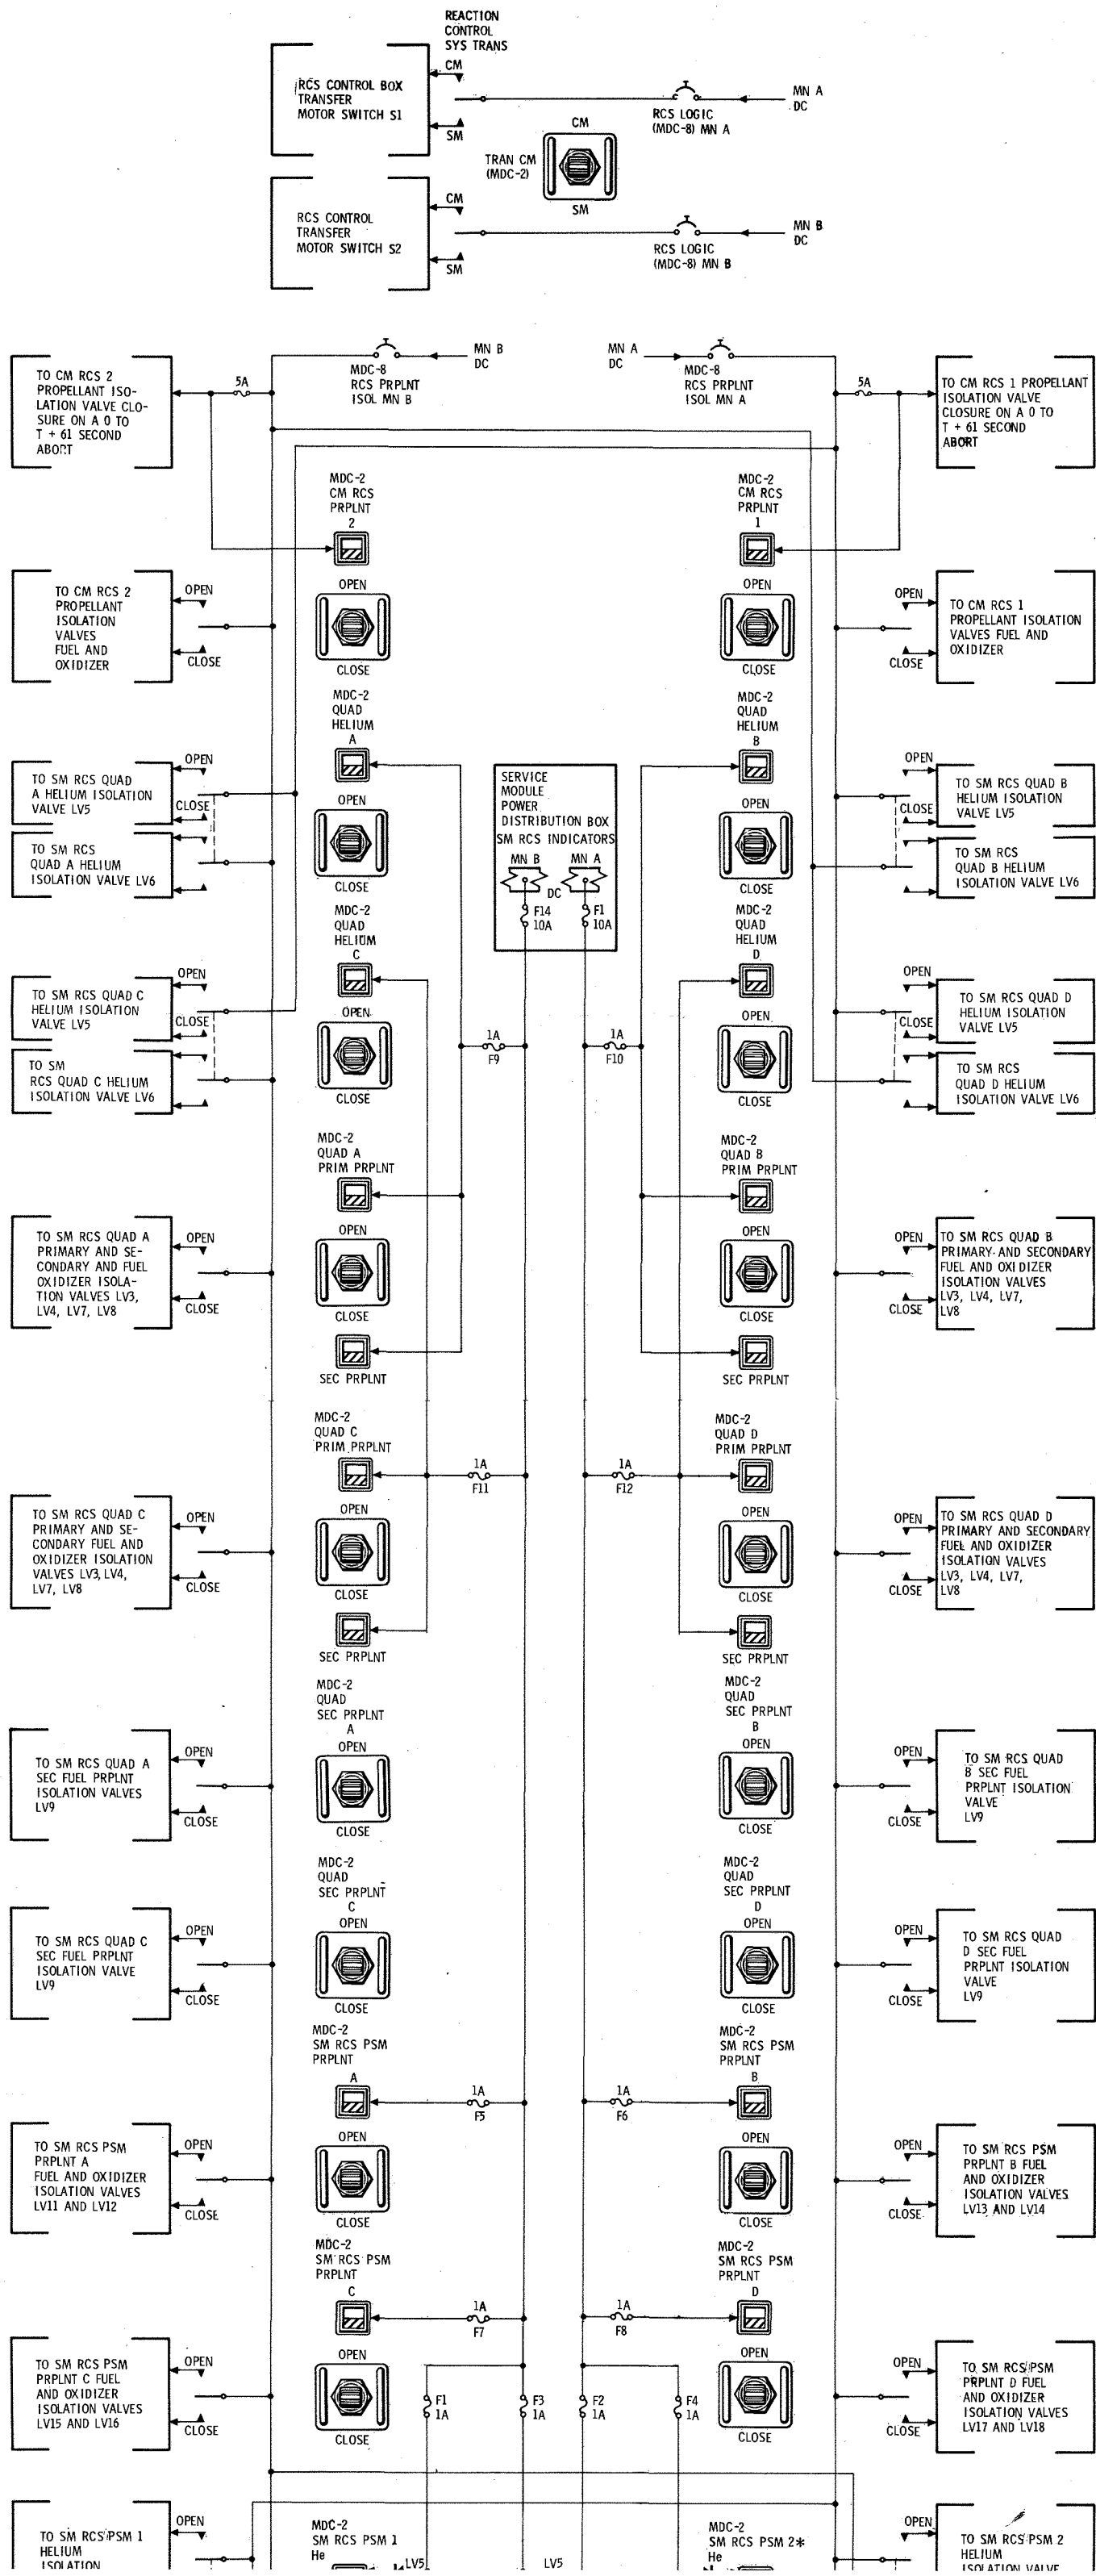 REACTION
CONTROL
SYS TRANS
CM
RCS CONTROL BOX
TRANSFER
MOTOR SWITCH S1
SM
MN A
DC
RCS LOGIC
(MDC-8) MN A
CM
TRAN CM
(MDC-2)
SM
CM
RCS CONTROL
TRANSFER
MOTOR SWITCH S2
SM
MN B
DC
RCS LOGIC
(MDC-8) MN B
MN B
DC
MDC-8
RCS PRPLNT
ISOL MN B
MN A
DC
MDC-8
RCS PRPLNT
ISOL MN A
TO CM RCS 2
PROPELLANT ISO-
LATION VALVE CLO-
SURE ON A 0 TO
T + 61 SECOND
ABORT
5A
5A
TO CM RCS 1 PROPELLANT
ISOLATION VALVE
CLOSURE ON A 0 TO
T + 61 SECOND
ABORT
MDC-2
CM RCS
PRPLNT
2
MDC-2
CM RCS
PRPLNT
1
TO CM RCS 2
PROPELLANT
ISOLATION
VALVES
FUEL AND
OXIDIZER
OPEN
CLOSE
OPEN
CLOSE
OPEN
CLOSE
OPEN
CLOSE
TO CM RCS 1
PROPELLANT ISOLATION
VALVES FUEL AND
OXIDIZER
MDC-2
QUAD
HELIUM
A
MDC-2
QUAD
HELIUM
B
TO SM RCS QUAD
A HELIUM ISOLATION
VALVE LV5
OPEN
CLOSE
TO SM RCS
QUAD A HELIUM
ISOLATION VALVE LV6
OPEN
CLOSE
SERVICE
MODULE
POWER
DISTRIBUTION BOX
SM RCS INDICATORS
MN B
MN A
DC
F14
10A
F1
10A
OPEN
CLOSE
OPEN
CLOSE
TO SM RCS QUAD B
HELIUM ISOLATION
VALVE LV5
TO SM RCS
QUAD B HELIUM
ISOLATION VALVE LV6
MDC-2
QUAD
HELIUM
C
MDC-2
QUAD
HELIUM
D
TO SM RCS QUAD C
HELIUM ISOLATION
VALVE LV5
OPEN
CLOSE
TO SM
RCS QUAD C HELIUM
ISOLATION VALVE LV6
OPEN
CLOSE
1A
F9
1A
F10
OPEN
CLOSE
OPEN
CLOSE
TO SM RCS QUAD D
HELIUM ISOLATION
VALVE LV5
TO SM RCS
QUAD D HELIUM
ISOLATION VALVE LV6
MDC-2
QUAD A
PRIM PRPLNT
MDC-2
QUAD B
PRIM PRPLNT
TO SM RCS QUAD A
PRIMARY AND SE-
CONDARY AND FUEL
OXIDIZER ISOLA-
TION VALVES LV3,
LV4, LV7, LV8
OPEN
CLOSE
OPEN
CLOSE
SEC PRPLNT
OPEN
CLOSE
SEC PRPLNT
OPEN
CLOSE
TO SM RCS QUAD B
PRIMARY AND SECONDARY
FUEL AND OXIDIZER
ISOLATION VALVES
LV3, LV4, LV7,
LV8
MDC-2
QUAD C
PRIM PRPLNT
1A
F11
1A
F12
MDC-2
QUAD D
PRIM PRPLNT
TO SM RCS QUAD C
PRIMARY AND SE-
CONDARY FUEL AND
OXIDIZER ISOLATION
VALVES LV3, LV4,
LV7, LV8
OPEN
CLOSE
OPEN
CLOSE
SEC PRPLNT
OPEN
CLOSE
SEC PRPLNT
OPEN
CLOSE
TO SM RCS QUAD D
PRIMARY AND SECONDARY
FUEL AND OXIDIZER
ISOLATION VALVES
LV3, LV4, LV7,
LV8
MDC-2
QUAD
SEC PRPLNT
A
MDC-2
QUAD
SEC PRPLNT
B
TO SM RCS QUAD A
SEC FUEL PRPLNT
ISOLATION VALVES
LV9
OPEN
CLOSE
OPEN
CLOSE
OPEN
CLOSE
OPEN
CLOSE
TO SM RCS QUAD
B SEC FUEL
PRPLNT ISOLATION
VALVE
LV9
MDC-2
QUAD
SEC PRPLNT
C
MDC-2
QUAD
SEC PRPLNT
D
TO SM RCS QUAD C
SEC FUEL PRPLNT
ISOLATION VALVE
LV9
OPEN
CLOSE
OPEN
CLOSE
OPEN
CLOSE
OPEN
CLOSE
TO SM RCS QUAD
D SEC FUEL
PRPLNT ISOLATION
VALVE
LV9
MDC-2
SM RCS PSM
PRPLNT
A
1A
F5
1A
F6
MDC-2
SM RCS PSM
PRPLNT
B
TO SM RCS PSM
PRPLNT A
FUEL AND OXIDIZER
ISOLATION VALVES
LV11 AND LV12
OPEN
CLOSE
OPEN
CLOSE
OPEN
CLOSE
OPEN
CLOSE
TO SM RCS PSM
PRPLNT B FUEL
AND OXIDIZER
ISOLATION VALVES
LV13 AND LV14
MDC-2
SM RCS PSM
PRPLNT
C
1A
F7
1A
F8
MDC-2
SM RCS PSM
PRPLNT
D
TO SM RCS PSM
PRPLNT C FUEL
AND OXIDIZER
ISOLATION VALVES
LV15 AND LV16
OPEN
CLOSE
OPEN
CLOSE
F1
1A
F3
1A
F2
1A
F4
1A
OPEN
CLOSE
OPEN
CLOSE
TO SM RCS PSM
PRPLNT D FUEL
AND OXIDIZER
ISOLATION VALVES
LV17 AND LV18
TO SM RCS PSM 1
HELIUM
ISOLATION
OPEN
MDC-2
SM RCS PSM 1
He
LV5
LV5
MDC-2
SM RCS PSM 2*
He
OPEN
TO SM RCS PSM 2
HELIUM
ISOLATION VALVE